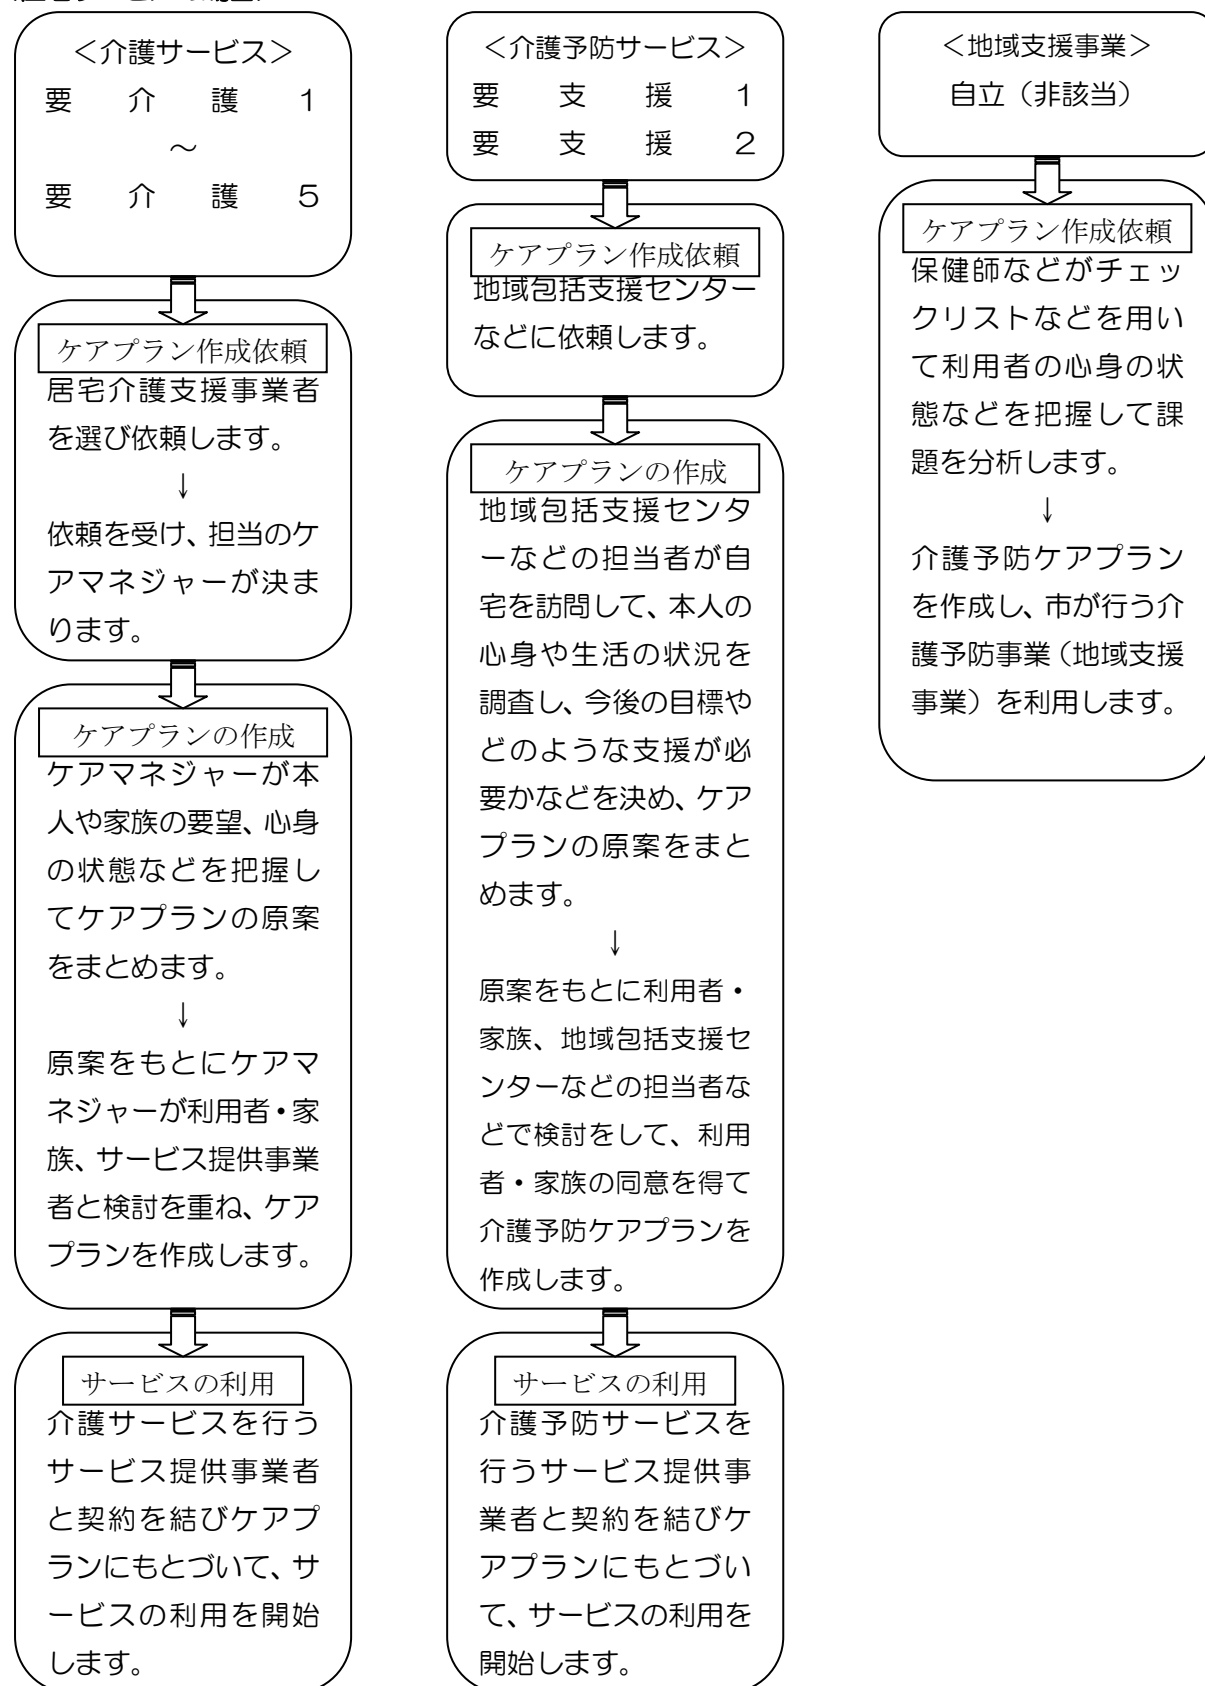 ＜介護サービス＞
要介護1
～
要介護5
ケアプラン作成依頼
居宅介護支援事業者
を選び依頼します。
↓
依頼を受け、担当のケ
アマネジャーが決ま
ります。
ケアプランの作成
ケアマネジャーが本
人や家族の要望、心身
の状態などを把握し
てケアプランの原案
をまとめます。
↓
原案をもとにケアマ
ネジャーが利用者・家
族、サービス提供事業
者と検討を重ね、ケア
プランを作成します。
サービスの利用
介護サービスを行う
サービス提供事業者
と契約を結びケアプ
ランにもとづいて、サ
ービスの利用を開始
します。
＜介護予防サービス＞
要支援1
要支援2
ケアプラン作成依頼
地域包括支援センター
などに依頼します。
ケアプランの作成
地域包括支援センタ
ーなどの担当者が自
宅を訪問して、本人の
心身や生活の状況を
調査し、今後の目標や
どのような支援が必
要かなどを決め、ケア
プランの原案をまと
めます。
↓
原案をもとに利用者・
家族、地域包括支援セ
ンターなどの担当者な
どで検討をして、利用
者・家族の同意を得て
介護予防ケアプランを
作成します。
サービスの利用
介護予防サービスを
行うサービス提供事
業者と契約を結びケ
アプランにもとづい
て、サービスの利用を
開始します。
＜地域支援事業＞
自立（非該当）
ケアプラン作成依頼
保健師などがチェッ
クリストなどを用い
て利用者の心身の状
態などを把握して課
題を分析します。
↓
介護予防ケアプラン
を作成し、市が行う介
護予防事業（地域支援
事業）を利用します。